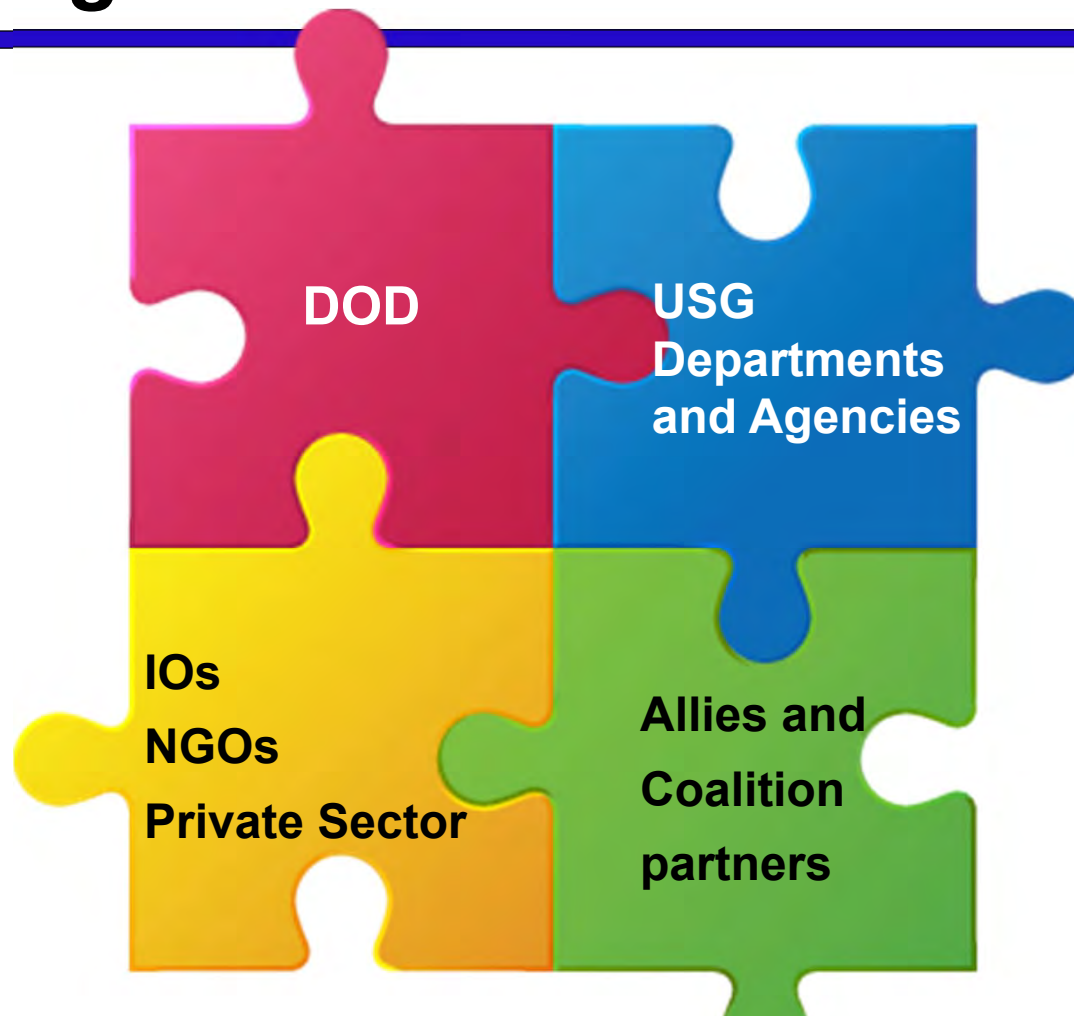 DOD
USG
Departments
and Agencies
IOs
NGOs
Private Sector
Allies and
Coalition
partners